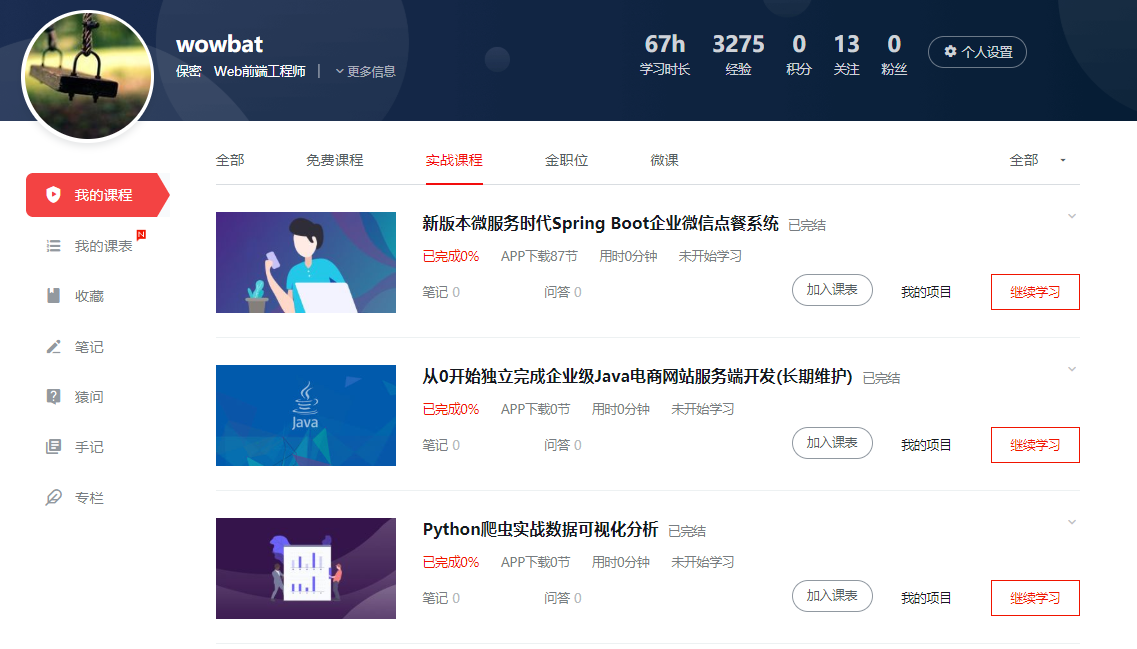 wowbat
保密 Web前端工程师 | 更多信息
67h 3275 0 13 0
学习时长 经验 积分 关注 粉丝
个人设置
我的课程
我的课表
N
收藏
笔记
猿问
手记
专栏
全部 免费课程 实战课程 金职位 微课 全部
新版本微服务时代Spring Boot企业微信点餐系统 已完结
已完成0% APP下载87节 用时0分钟 未开始学习
笔记 0 问答 0 加入课表 我的项目 继续学习
Java
从0开始独立完成企业级Java电商网站服务端开发(长期维护) 已完结
已完成0% APP下载0节 用时0分钟 未开始学习
笔记 0 问答 0 加入课表 我的项目 继续学习
Python爬虫实战数据可视化分析 已完结
已完成0% APP下载0节 用时0分钟 未开始学习
笔记 0 问答 0 加入课表 我的项目 继续学习